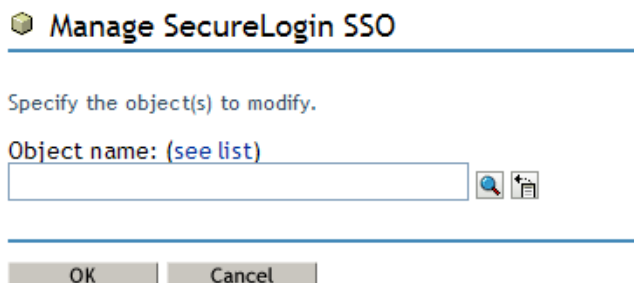 Manage SecureLogin SSO
Specify the object(s) to modify.
Object name: (see list)
OK Cancel